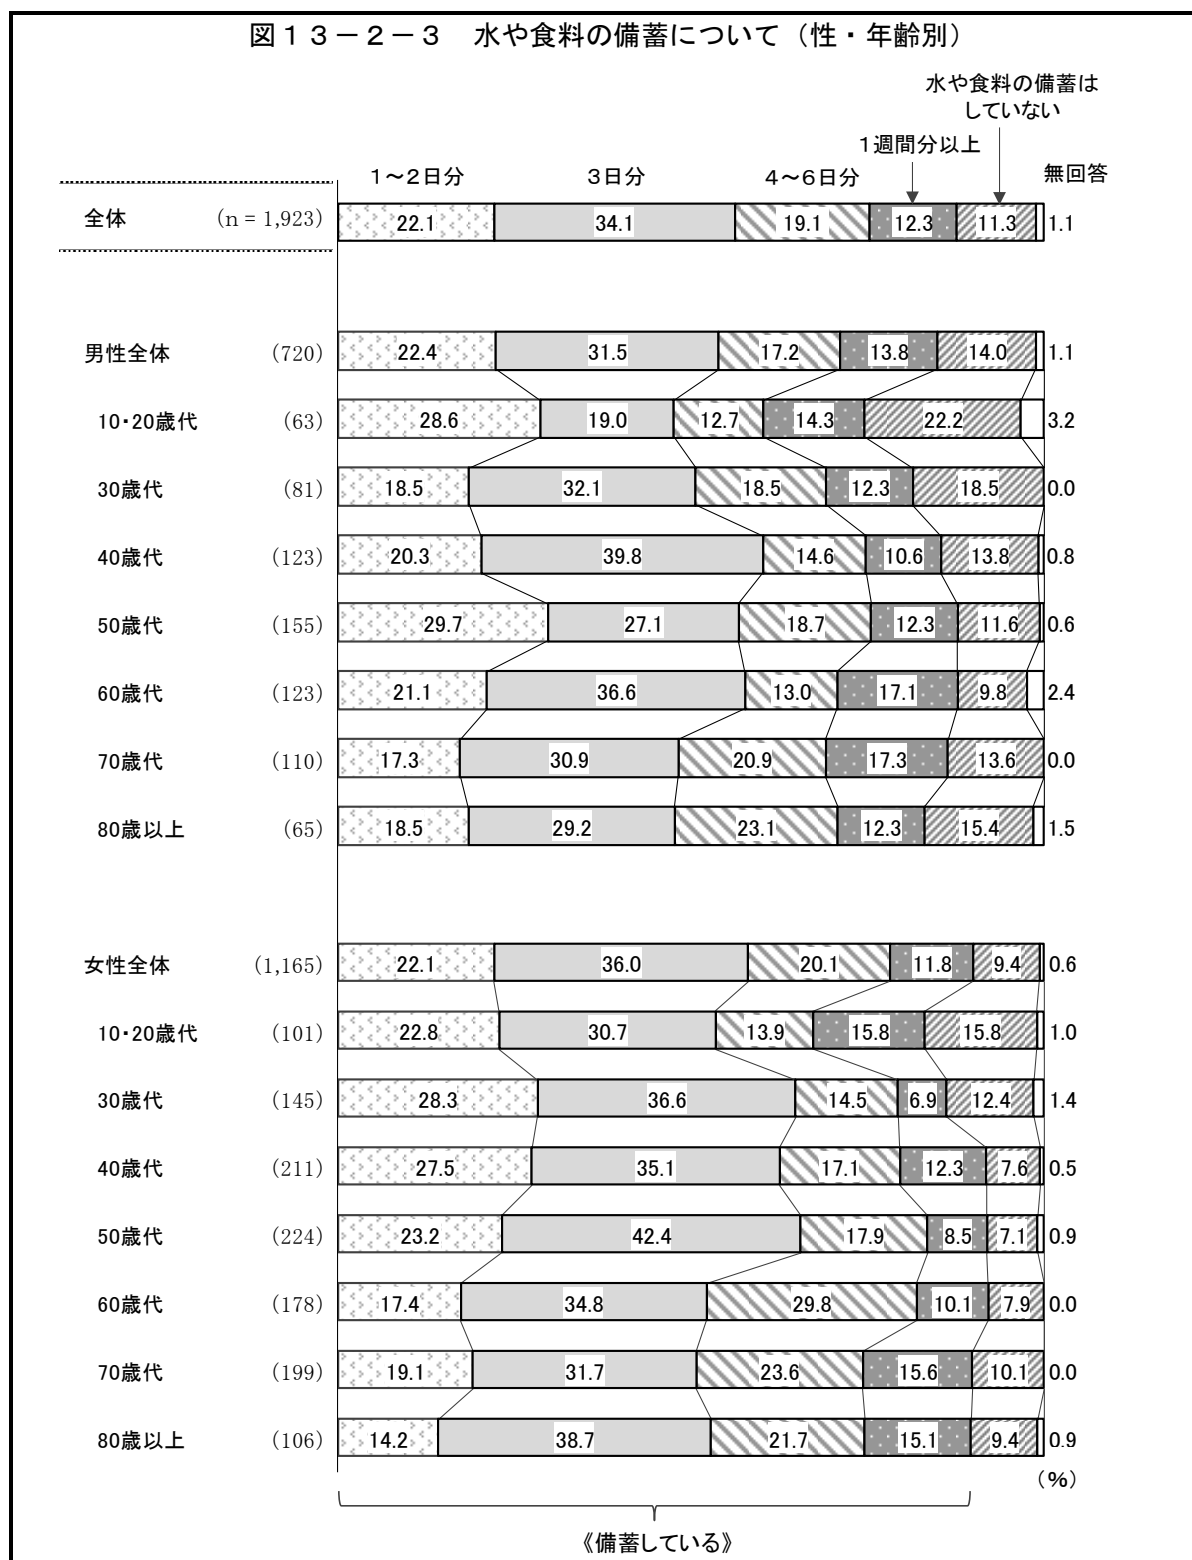 図１３－２－３　水や食料の備蓄について（性・年齢別）
水や食料の備蓄は
していない
１週間分以上
１～２日分　３日分　４～６日分　無回答
全体 (n = 1,923) 22.1 34.1 19.1 12.3 11.3 1.1
男性全体 (720) 22.4 31.5 17.2 13.8 14.0 1.1
10・20歳代 (63) 28.6 19.0 12.7 14.3 22.2 3.2
30歳代 (81) 18.5 32.1 18.5 12.3 18.5 0.0
40歳代 (123) 20.3 39.8 14.6 10.6 13.8 0.8
50歳代 (155) 29.7 27.1 18.7 12.3 11.6 0.6
60歳代 (123) 21.1 36.6 13.0 17.1 9.8 2.4
70歳代 (110) 17.3 30.9 20.9 17.3 13.6 0.0
80歳以上 (65) 18.5 29.2 23.1 12.3 15.4 1.5
女性全体 (1,165) 22.1 36.0 20.1 11.8 9.4 0.6
10・20歳代 (101) 22.8 30.7 13.9 15.8 15.8 1.0
30歳代 (145) 28.3 36.6 14.5 6.9 12.4 1.4
40歳代 (211) 27.5 35.1 17.1 12.3 7.6 0.5
50歳代 (224) 23.2 42.4 17.9 8.5 7.1 0.9
60歳代 (178) 17.4 34.8 29.8 10.1 7.9 0.0
70歳代 (199) 19.1 31.7 23.6 15.6 10.1 0.0
80歳以上 (106) 14.2 38.7 21.7 15.1 9.4 0.9
(％)
《備蓄している》